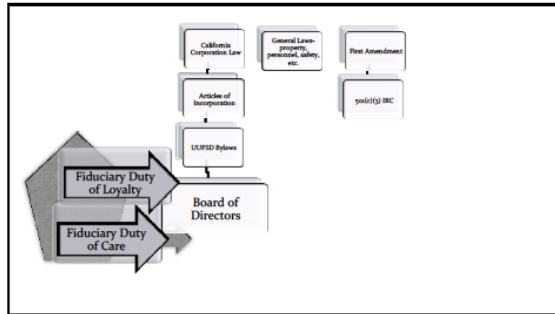 California
Corporation Law
General Laws-
property,
personnel, safety,
etc.
First Amendment
Articles of
Incorporation
501(c)(3) IRC
UUFSD Bylaws
Fiduciary Duty
of Loyalty
Board of
Directors
Fiduciary Duty
of Care